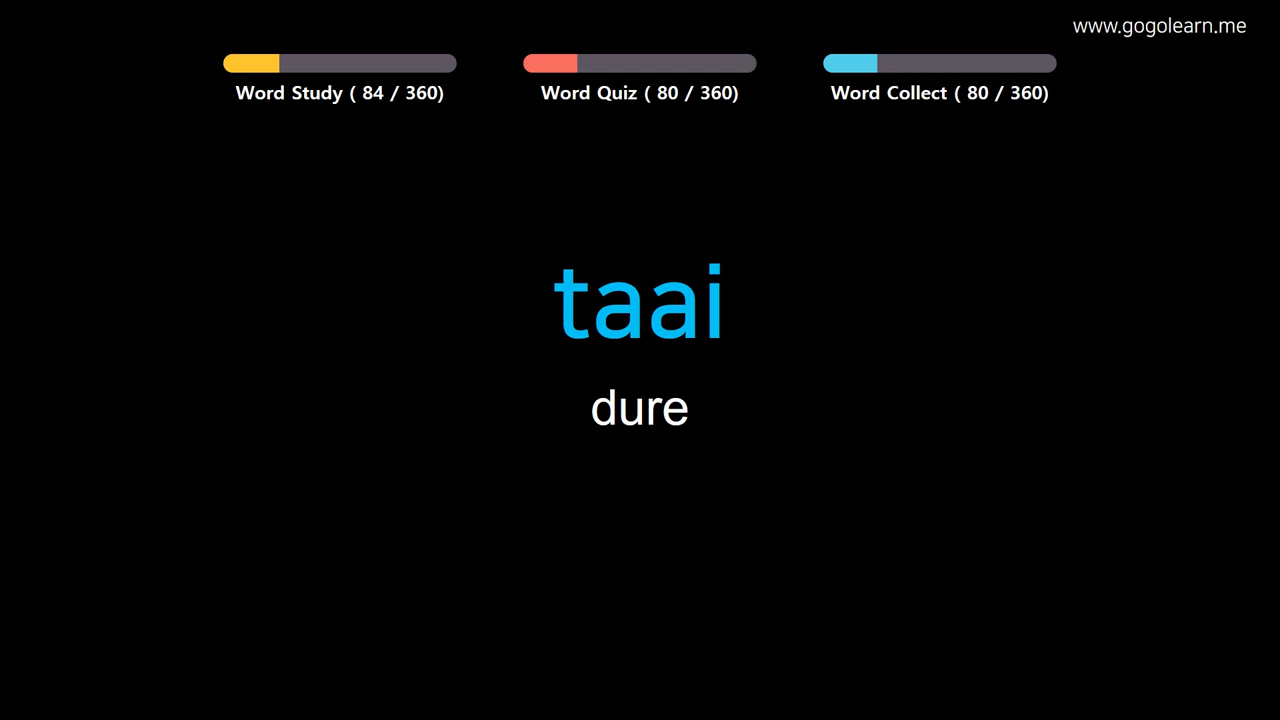 www.gogolearn.me
Word Study ( 84 / 360)
Word Quiz ( 80 / 360)
Word Collect ( 80 / 360)
taai
dure